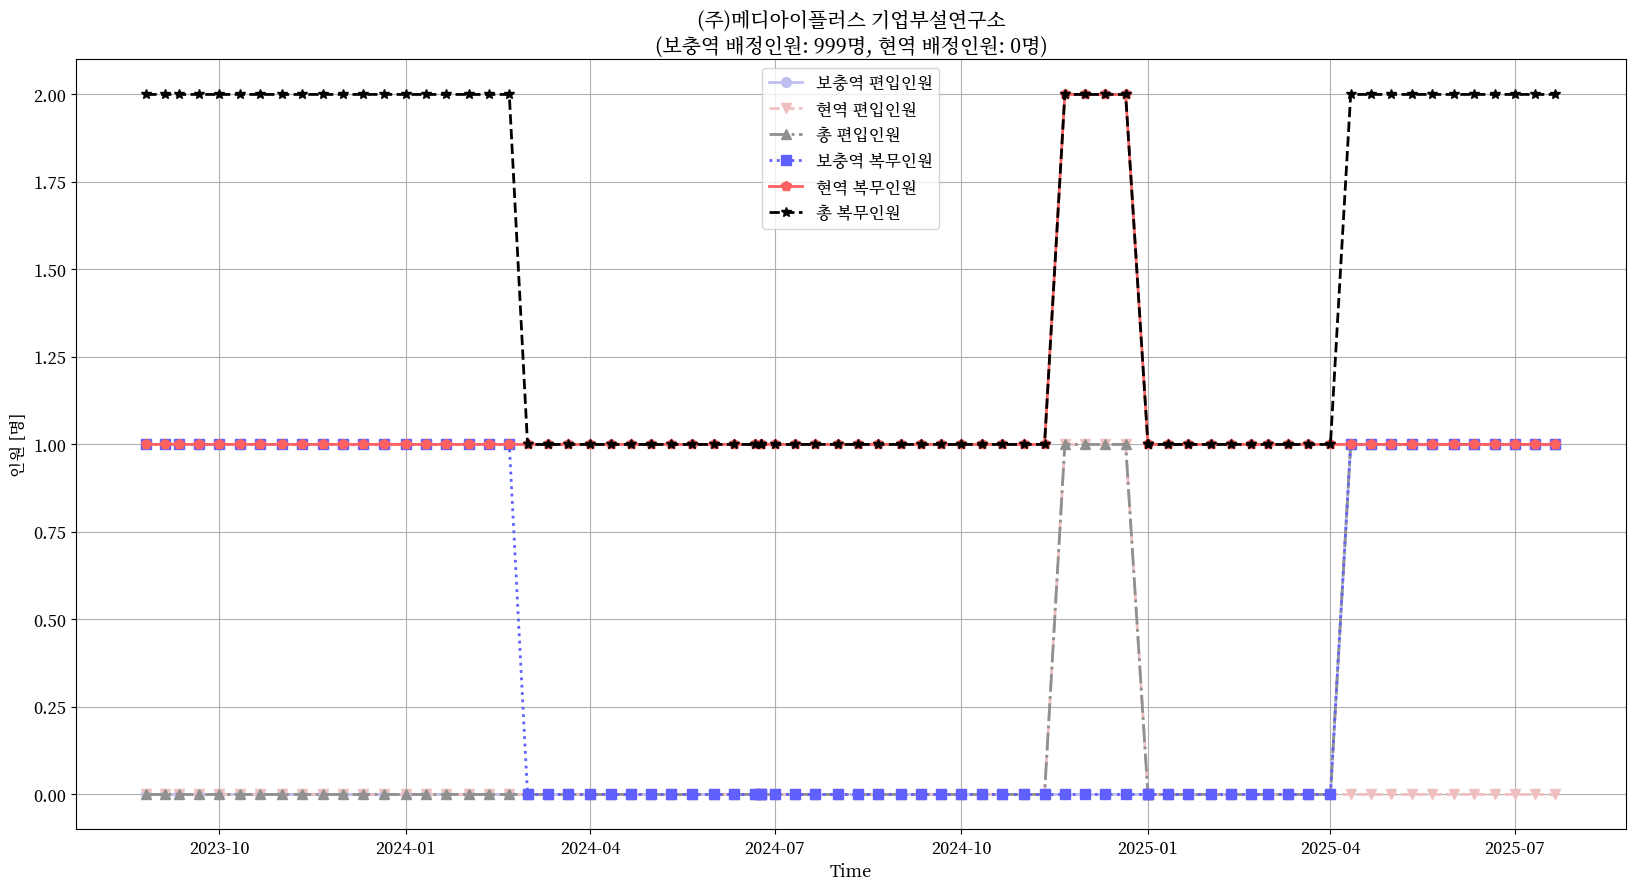 (주)메디아이플러스 기업부설연구소
(보충역 배정인원: 999명, 현역 배정인원: 0명)
보충역 편입인원
현역 편입인원
총 편입인원
보충역 복무인원
현역 복무인원
총 복무인원
2.00
1.75
1.50
1.25
1.00
0.75
0.50
0.25
0.00
인원 [명]
2023-10
2024-01
2024-04
2024-07
2024-10
2025-01
2025-04
2025-07
Time